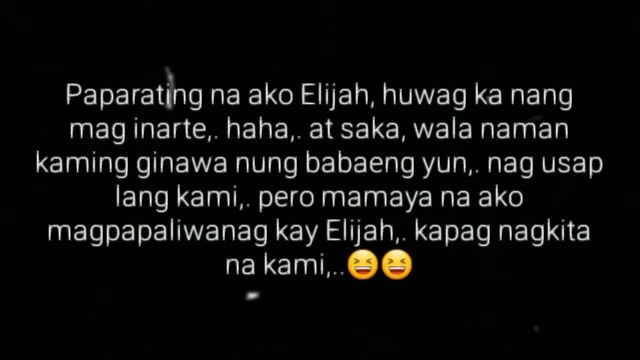 Paparating na ako Elijah, huwag ka nang
mag inarte,. haha,. at saka, wala naman
kaming ginawa nung babaeng yun,. nag usap
lang kami,. pero mamaya na ako
magpapaliwanag kay Elijah,. kapag nagkita
na kami,..😆😆